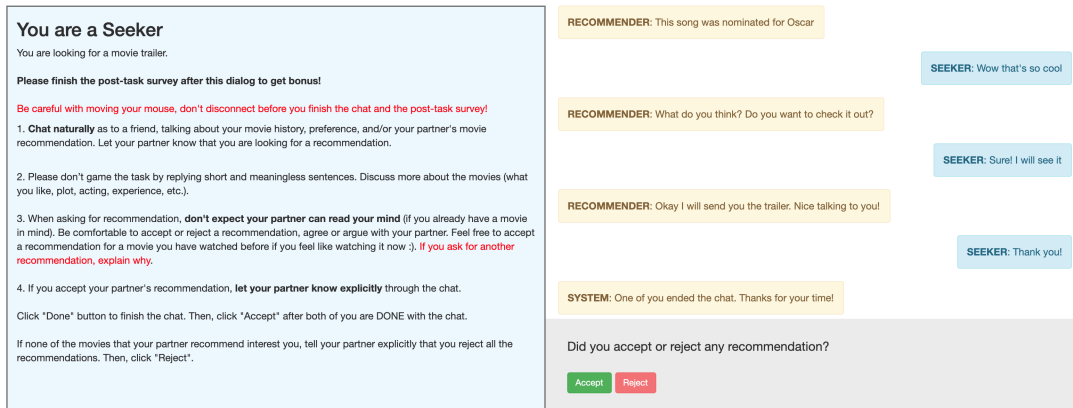 You are a Seeker
You are looking for a movie trailer.
Please finish the post-task survey after this dialog to get bonus!
Be careful with moving your mouse, don't disconnect before you finish the chat and the post-task survey!
1. Chat naturally as to a friend, talking about your movie history, preference, and/or your partner's movie
recommendation. Let your partner know that you are looking for a recommendation.
2. Please don't game the task by replying short and meaningless sentences. Discuss more about the movies (what
you like, plot, acting, experience, etc.).
3. When asking for recommendation, don't expect your partner can read your mind (if you already have a movie
in mind). Be comfortable to accept or reject a recommendation, agree or argue with your partner. Feel free to accept
a recommendation for a movie you have watched before if you feel like watching it now :). If you ask for another
recommendation, explain why.
4. If you accept your partner's recommendation, let your partner know explicitly through the chat.
Click "Done" button to finish the chat. Then, click "Accept" after both of you are DONE with the chat.
If none of the movies that your partner recommend interest you, tell your partner explicitly that you reject all the
recommendations. Then, click "Reject".
RECOMMENDER: This song was nominated for Oscar
SEEKER: Wow that's so cool
RECOMMENDER: What do you think? Do you want to check it out?
SEEKER: Sure! I will see it
RECOMMENDER: Okay I will send you the trailer. Nice talking to you!
SEEKER: Thank you!
SYSTEM: One of you ended the chat. Thanks for your time!
Did you accept or reject any recommendation?
Accept Reject